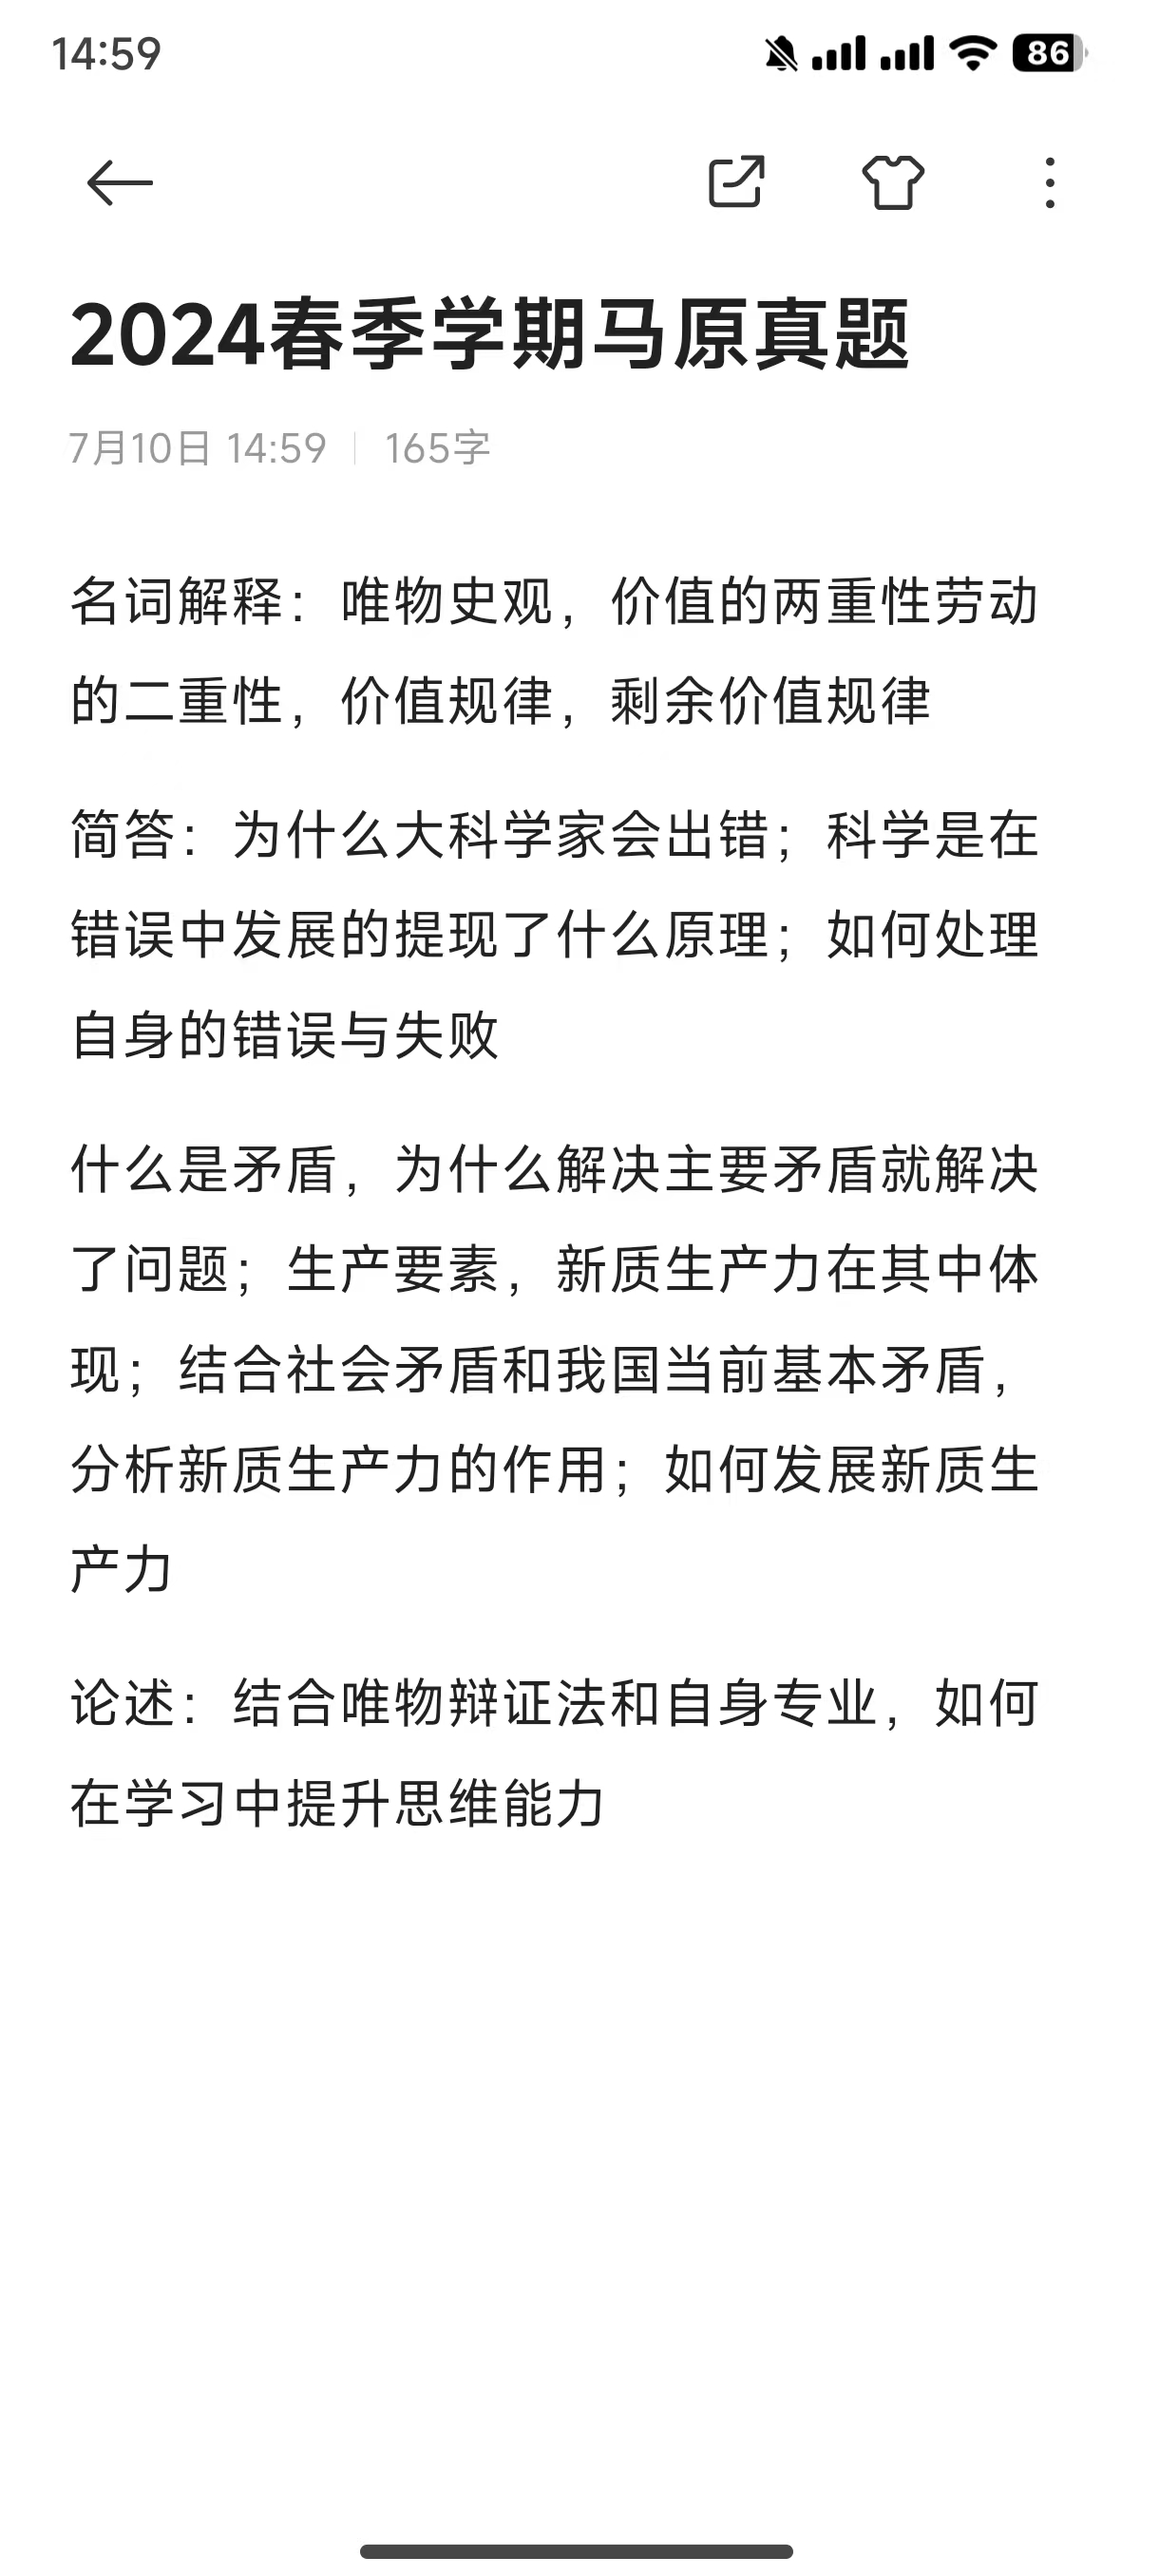 14:59
86
2024春季学期马原真题
7月10日 14:59 | 165字
名词解释：唯物史观，价值的两重性劳动
的二重性，价值规律，剩余价值规律
简答：为什么大科学家会出错；科学是在
错误中发展的提现了什么原理；如何处理
自身的错误与失败
什么是矛盾，为什么解决主要矛盾就解决
了问题；生产要素，新质生产力在其中体
现；结合社会矛盾和我国当前基本矛盾，
分析新质生产力的作用；如何发展新质生
产力
论述：结合唯物辩证法和自身专业，如何
在学习中提升思维能力